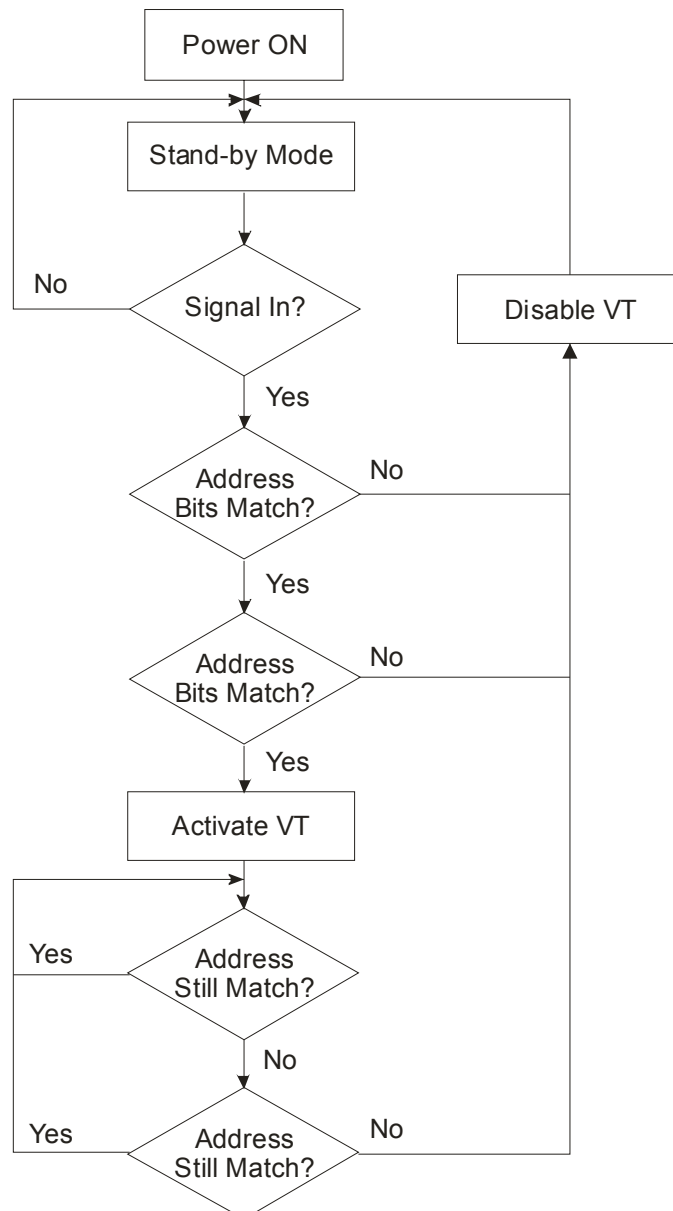 Power ON
Stand-by Mode
No
Signal In?
Disable VT
Yes
Address
Bits Match?
No
Yes
Address
Bits Match?
No
Yes
Activate VT
Yes
Address
Still Match?
No
Yes
Address
Still Match?
No